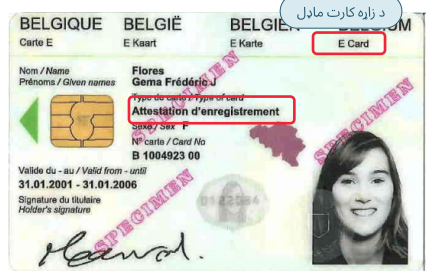 د زاړه کارت ماډل
BELGIQUE BELGIË BELGIEN BELGIUM
Carte E E Kaart E Karte E Card
Nom / Name Flores
Prénoms / Given names Gema Frédéric J
Type de carte / Type of card
Attestation d'enregistrement
Sexe / Sex F
N° carte / Card No
B 1004923 00
Valide du - au / Valid from - until
31.01.2001 - 31.01.2006
Signature du titulaire
Holder's signature
SPECIMEN
SPECIMEN
SPECIMEN
SPECIMEN